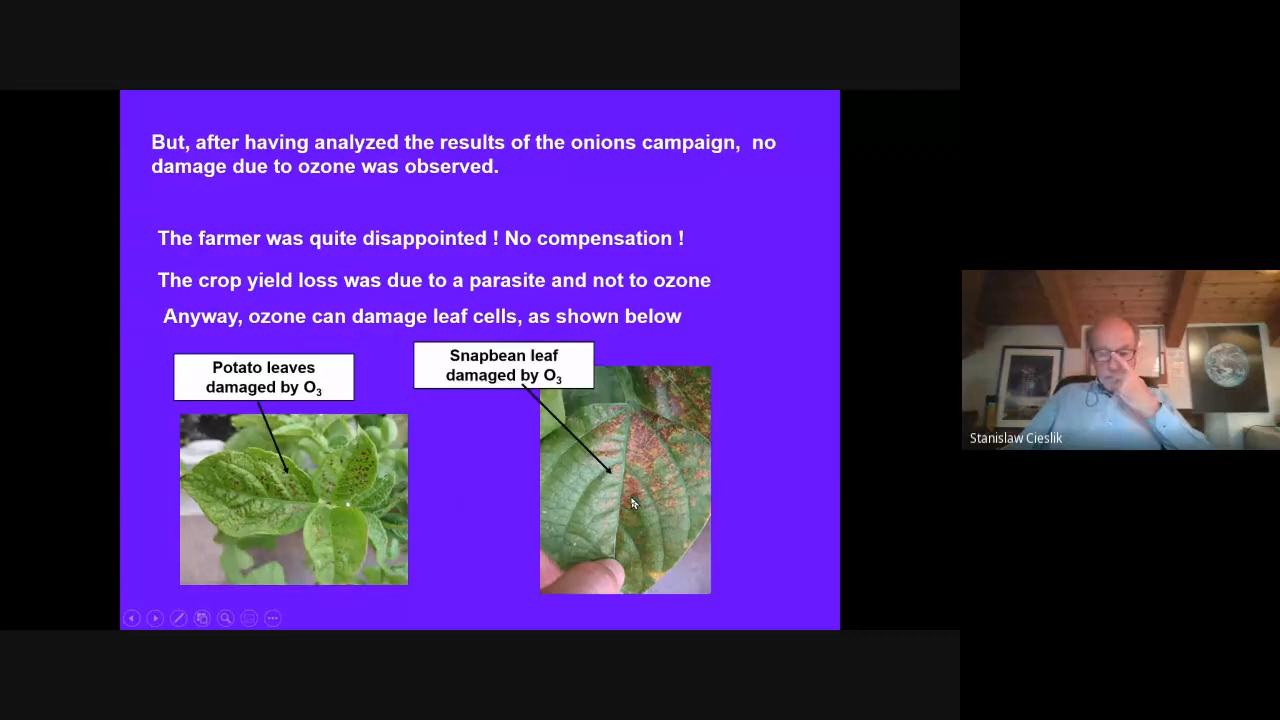 But, after having analyzed the results of the onions campaign,  no
damage due to ozone was observed.
The farmer was quite disappointed ! No compensation !
The crop yield loss was due to a parasite and not to ozone
Anyway, ozone can damage leaf cells, as shown below
Potato leaves
damaged by O₃
Snapbean leaf
damaged by O₃
Stanislaw Cieslik